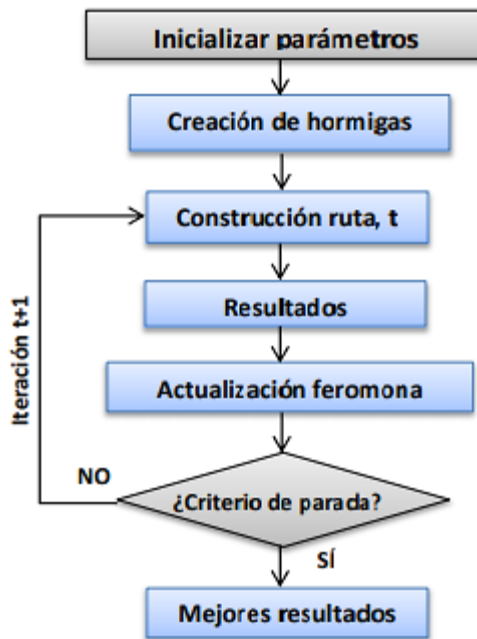 Inicializar parámetros
Creación de hormigas
Construcción ruta, t
Resultados
Actualización feromona
Iteración t+1
NO
¿Criterio de parada?
SÍ
Mejores resultados